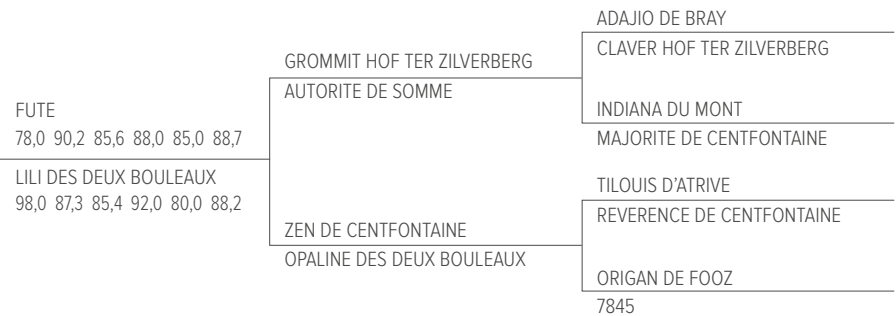 FUTE
78,0 90,2 85,6 88,0 85,0 88,7
LILI DES DEUX BOULEAUX
98,0 87,3 85,4 92,0 80,0 88,2
GROMMIT HOF TER ZILVERBERG
AUTORITE DE SOMME
ZEN DE CENTFONTAINE
OPALINE DES DEUX BOULEAUX
ADAJIO DE BRAY
CLAVER HOF TER ZILVERBERG
INDIANA DU MONT
MAJORITE DE CENTFONTAINE
TILOUIS D’ATRIVE
REVERENCE DE CENTFONTAINE
ORIGAN DE FOOZ
7845